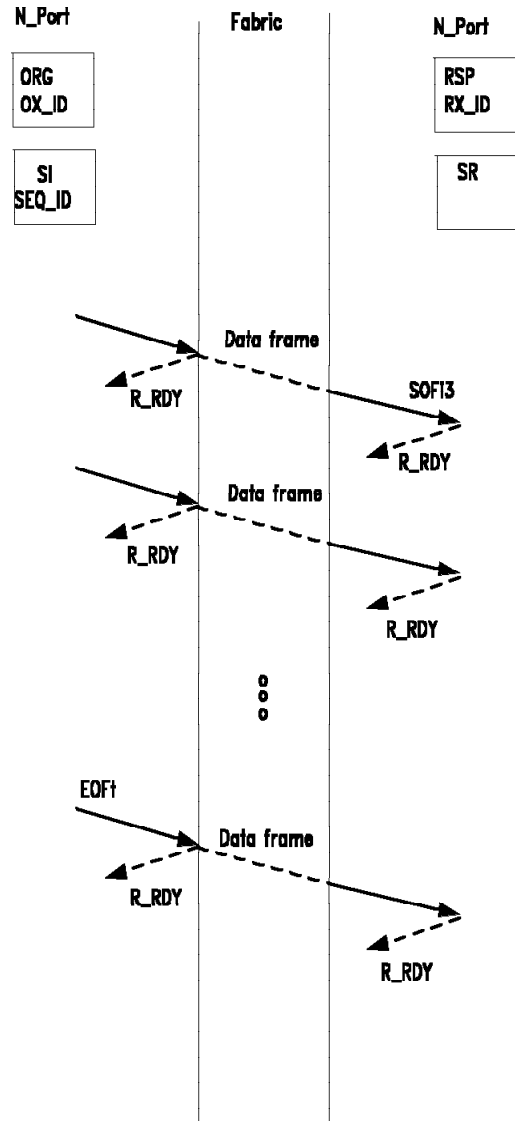 N_Port
Fabric
N_Port
ORG
OX_ID
RSP
RX_ID
SI
SEQ_ID
SR
Data frame
SOFi3
R_RDY
R_RDY
Data frame
R_RDY
R_RDY
EOFt
Data frame
R_RDY
R_RDY